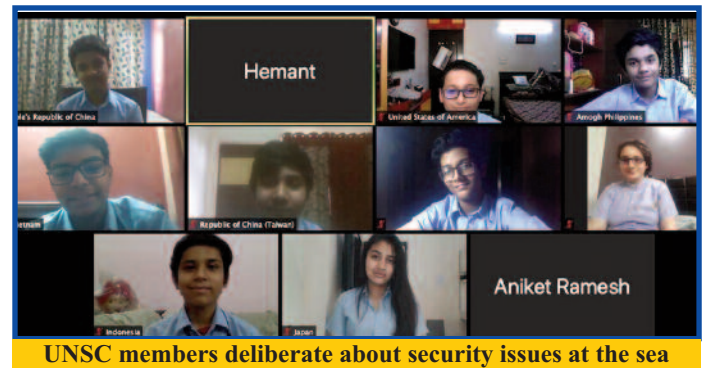 Hemant
le's Republic of China
United States of America
Amogh Philippines
etnam
Republic of China (Taiwan)
Indonesia
Japan
Aniket Ramesh
UNSC members deliberate about security issues at the sea